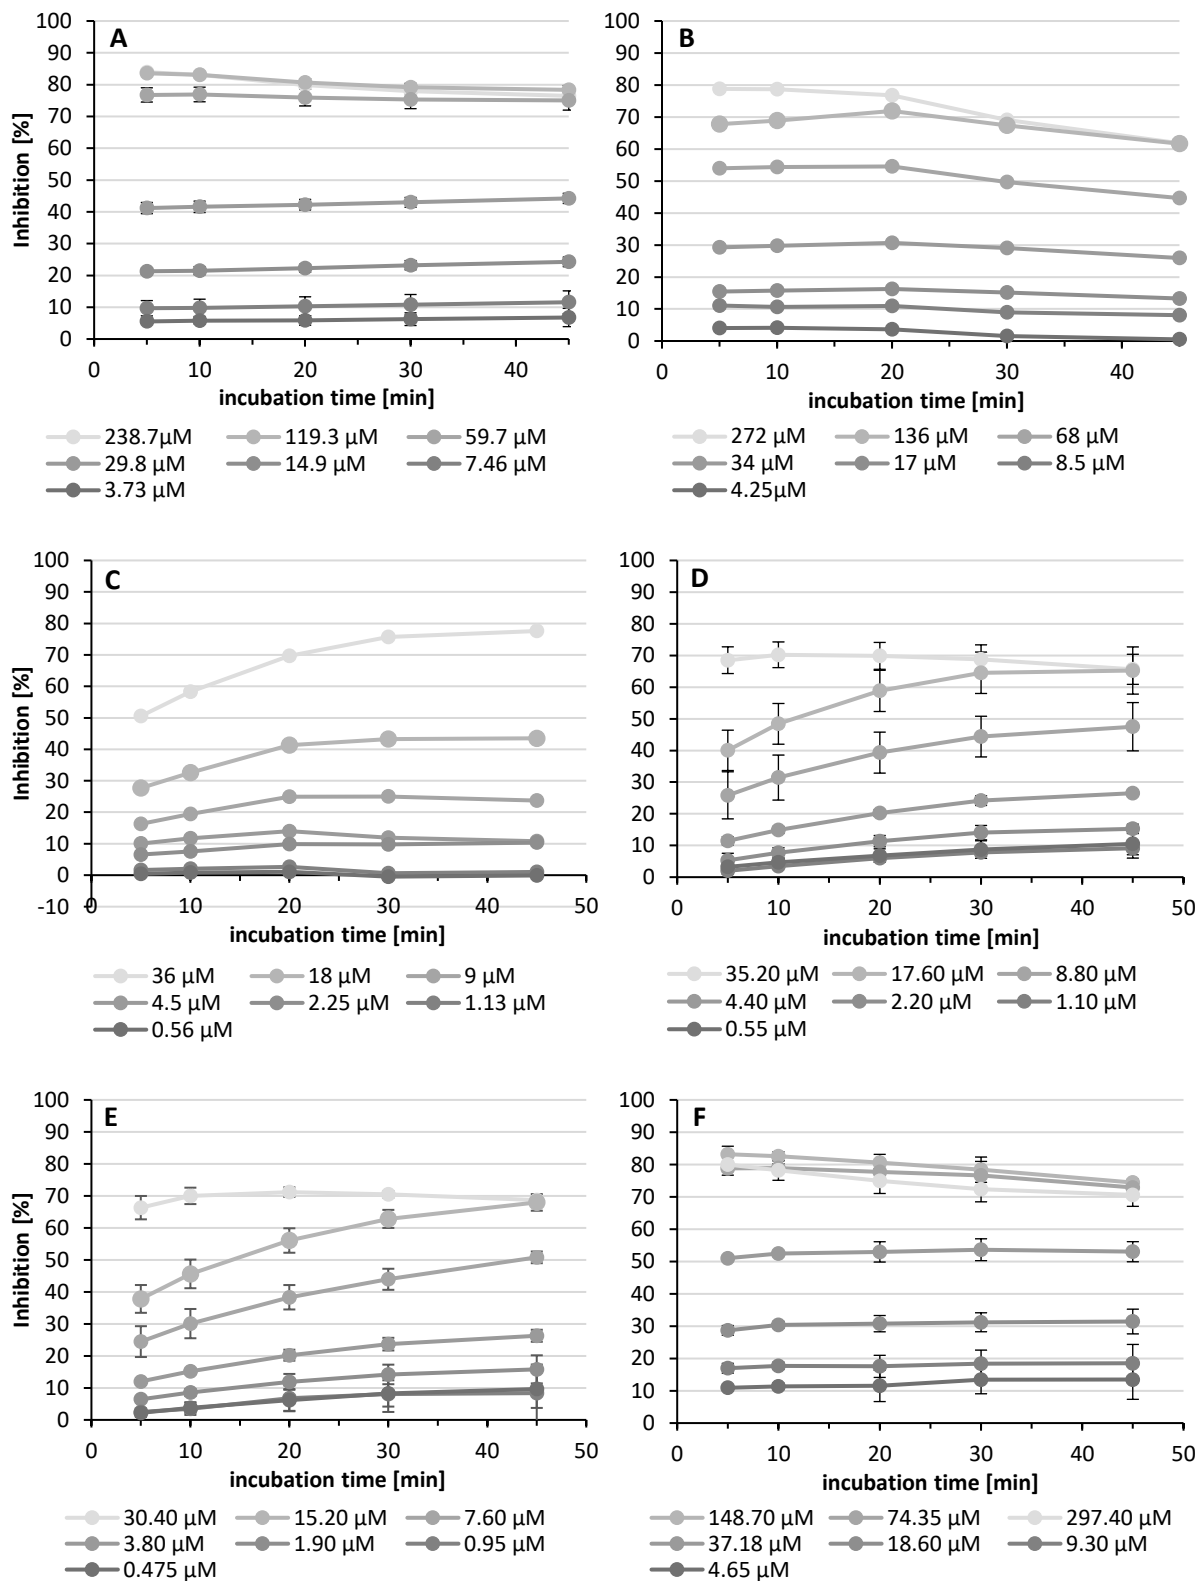 A
Inhibition [%]
100
90
80
70
60
50
40
30
20
10
0
0 10 20 30 40
incubation time [min]
238.7µM 119.3 µM 59.7 µM
29.8 µM 14.9 µM 7.46 µM
3.73 µM
B
100
90
80
70
60
50
40
30
20
10
0
0 10 20 30 40
incubation time [min]
272 µM 136 µM 68 µM
34 µM 17 µM 8.5 µM
4.25µM
C
Inhibition [%]
100
90
80
70
60
50
40
30
20
10
0
-10
0 10 20 30 40 50
incubation time [min]
36 µM 18 µM 9 µM
4.5 µM 2.25 µM 1.13 µM
0.56 µM
D
100
90
80
70
60
50
40
30
20
10
0
0 10 20 30 40 50
incubation time [min]
35.20 µM 17.60 µM 8.80 µM
4.40 µM 2.20 µM 1.10 µM
0.55 µM
E
Inhibition [%]
100
90
80
70
60
50
40
30
20
10
0
0 10 20 30 40 50
incubation time [min]
30.40 µM 15.20 µM 7.60 µM
3.80 µM 1.90 µM 0.95 µM
0.475 µM
F
100
90
80
70
60
50
40
30
20
10
0
0 10 20 30 40 50
incubation time [min]
148.70 µM 74.35 µM 297.40 µM
37.18 µM 18.60 µM 9.30 µM
4.65 µM